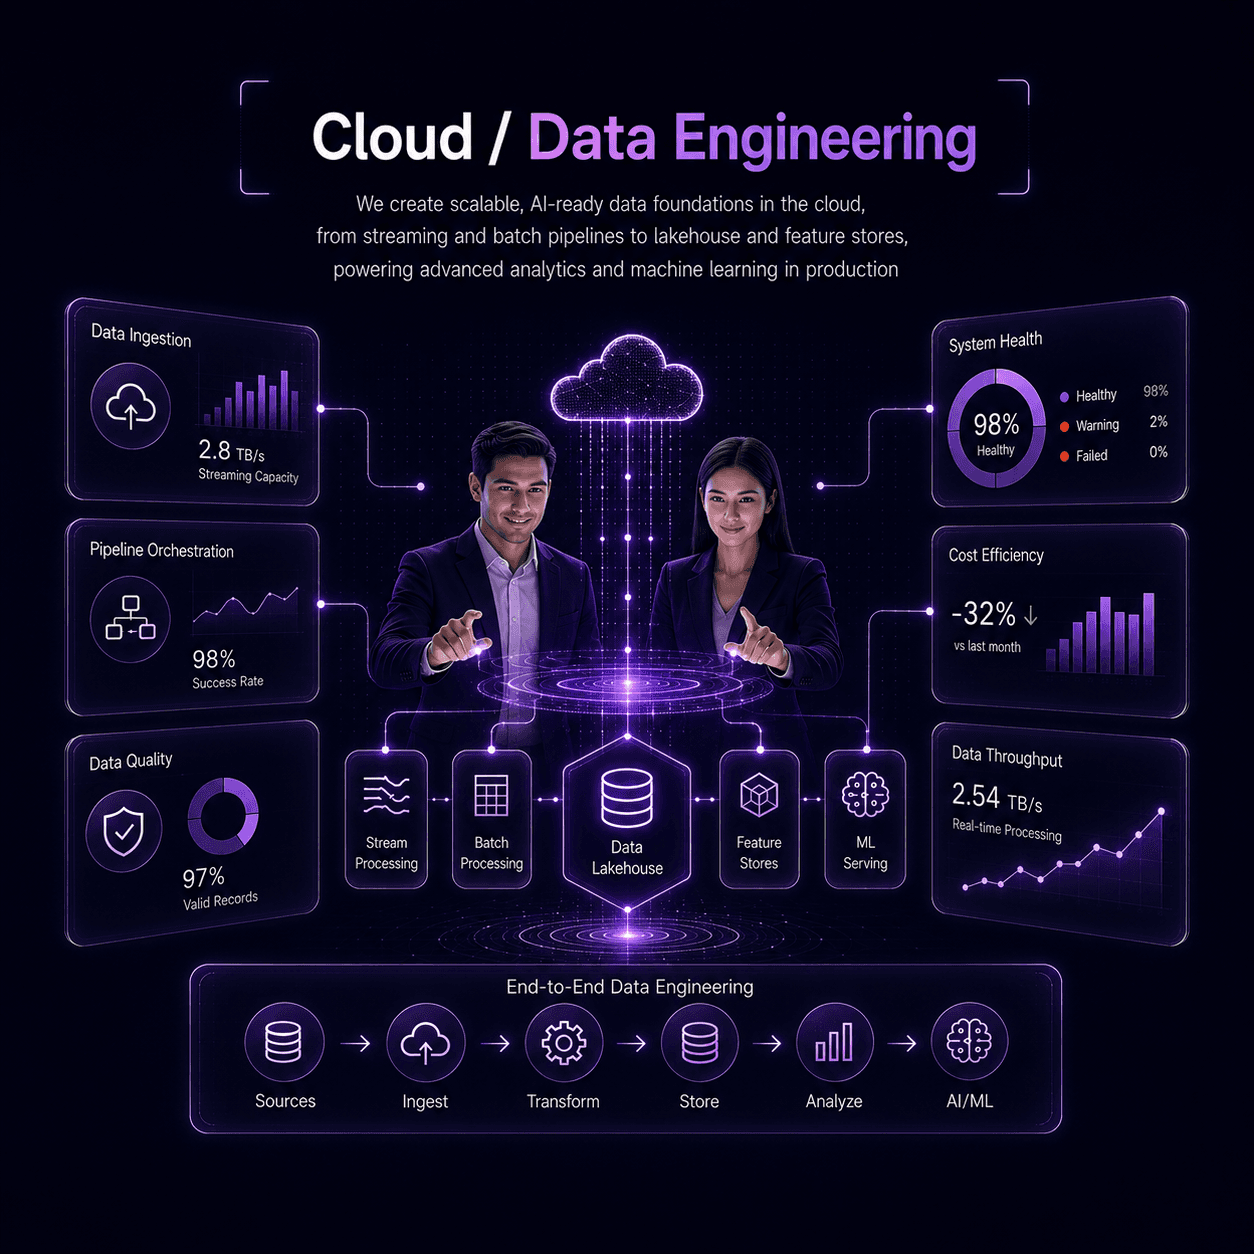 Cloud / Data Engineering
We create scalable, AI-ready data foundations in the cloud,
from streaming and batch pipelines to lakehouse and feature stores,
powering advanced analytics and machine learning in production
Data Ingestion
2.8 TB/s
Streaming Capacity
Pipeline Orchestration
98%
Success Rate
Data Quality
97%
Valid Records
System Health
98%
Healthy
Healthy 98%
Warning 2%
Failed 0%
Cost Efficiency
-32% ↓
vs last month
Data Throughput
2.54 TB/s
Real-time Processing
Stream
Processing
Batch
Processing
Data
Lakehouse
Feature
Stores
ML
Serving
End-to-End Data Engineering
Sources
Ingest
Transform
Store
Analyze
AI/ML